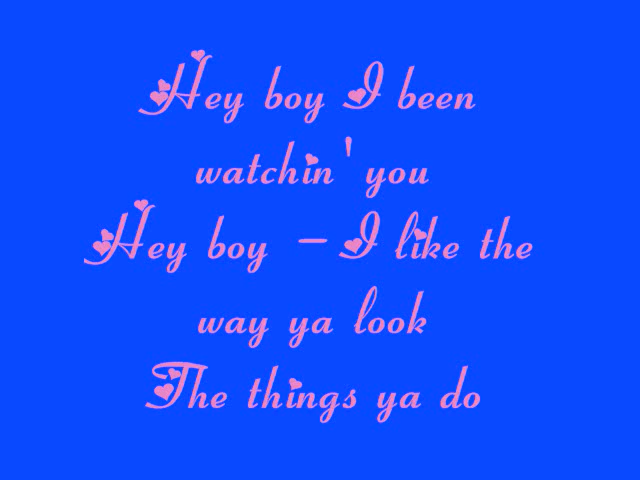 Hey boy I been
watchin' you
Hey boy - I like the
way ya look
The things ya do